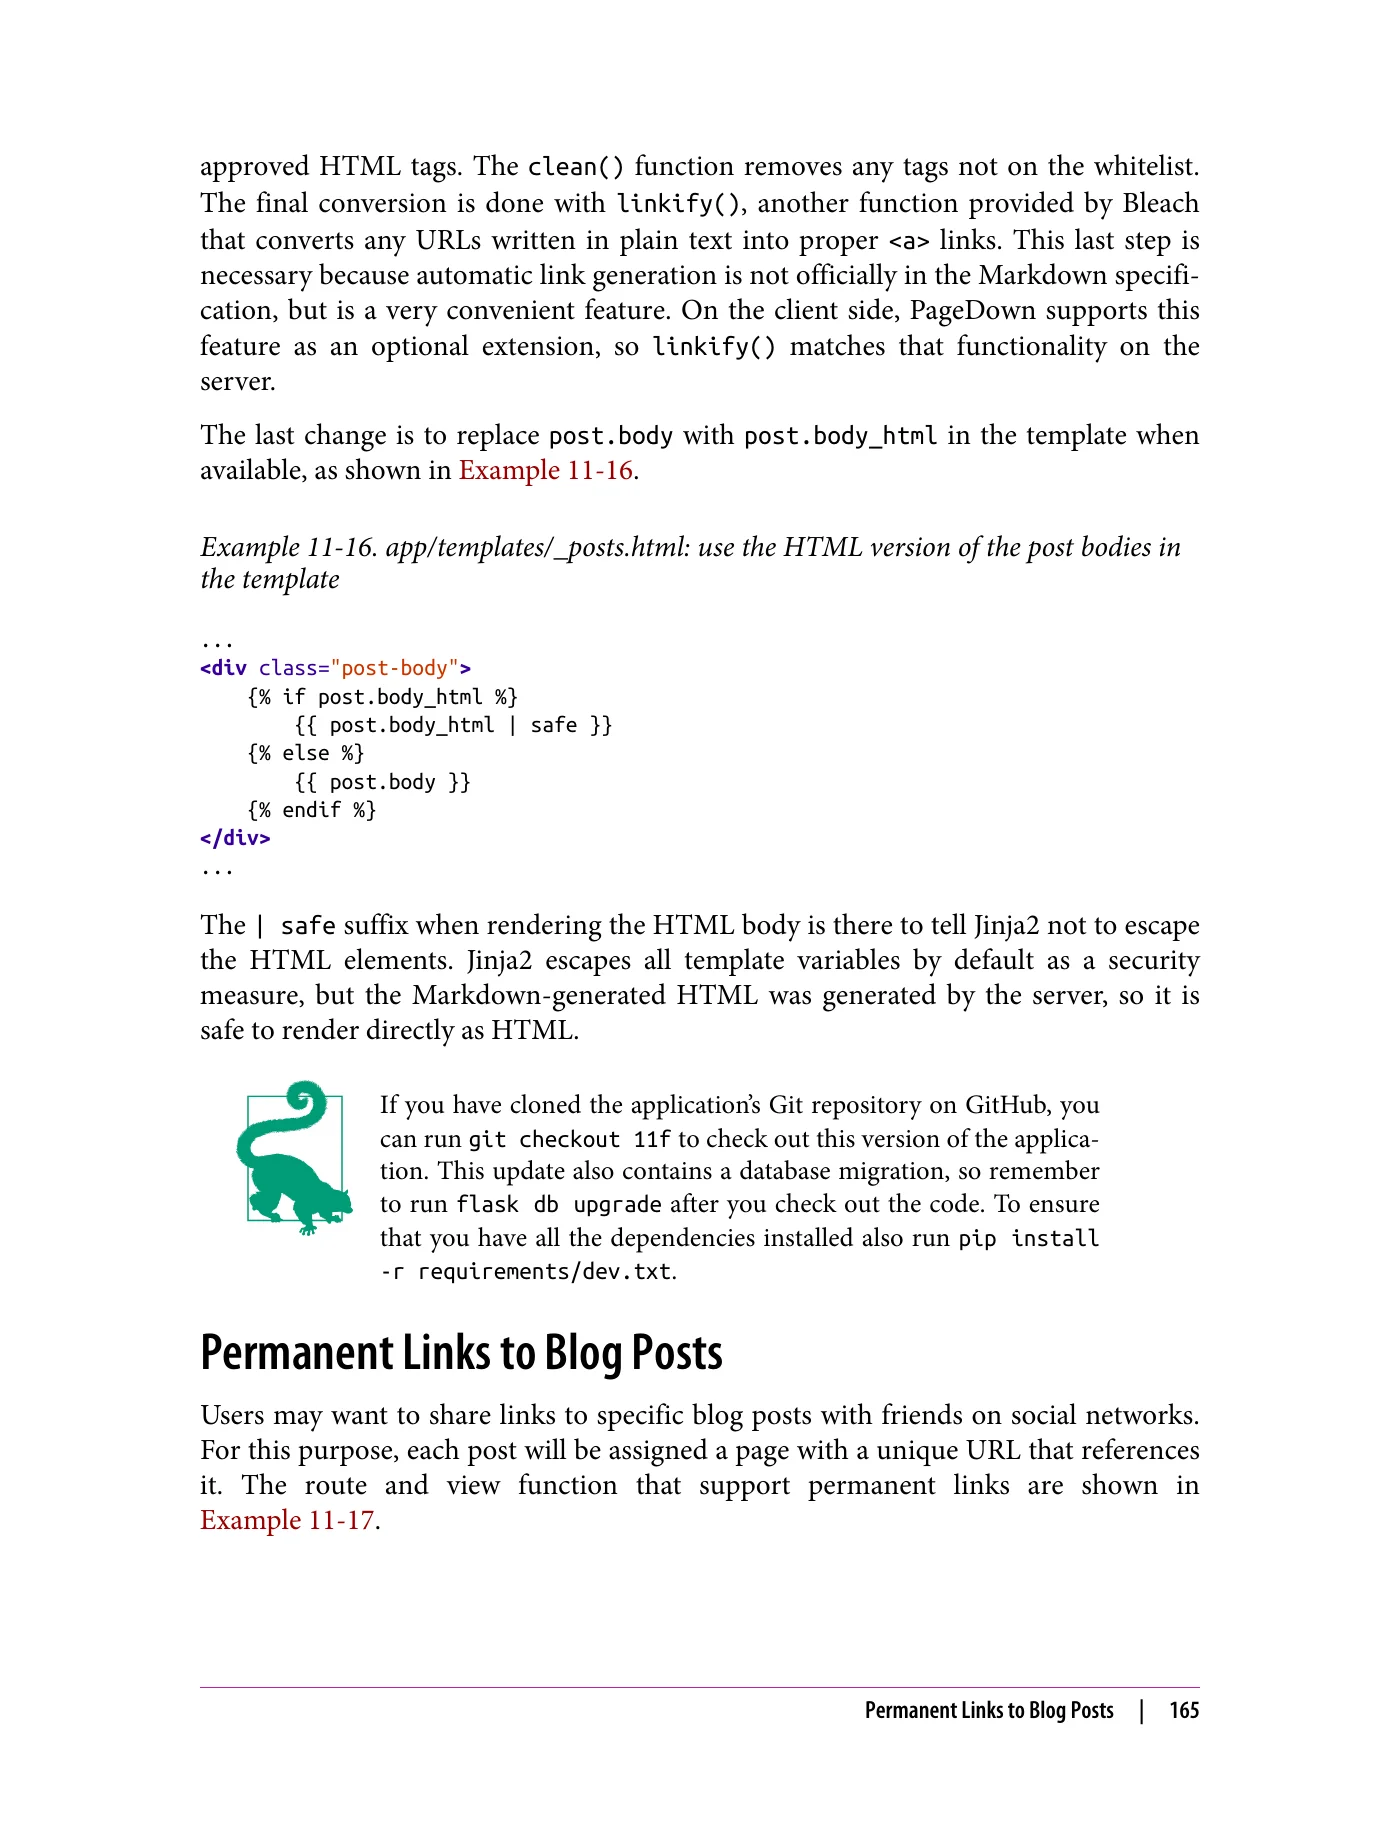 approved HTML tags. The clean() function removes any tags not on the whitelist.
The final conversion is done with linkify(), another function provided by Bleach
that converts any URLs written in plain text into proper <a> links. This last step is
necessary because automatic link generation is not officially in the Markdown specifi-
cation, but is a very convenient feature. On the client side, PageDown supports this
feature as an optional extension, so linkify() matches that functionality on the
server.
The last change is to replace post.body with post.body_html in the template when
available, as shown in Example 11-16.
Example 11-16. app/templates/_posts.html: use the HTML version of the post bodies in
the template
...
<div class="post-body">
    {% if post.body_html %}
        {{ post.body_html | safe }}
    {% else %}
        {{ post.body }}
    {% endif %}
</div>
...
The | safe suffix when rendering the HTML body is there to tell Jinja2 not to escape
the HTML elements. Jinja2 escapes all template variables by default as a security
measure, but the Markdown-generated HTML was generated by the server, so it is
safe to render directly as HTML.
If you have cloned the application’s Git repository on GitHub, you
can run git checkout 11f to check out this version of the applica-
tion. This update also contains a database migration, so remember
to run flask db upgrade after you check out the code. To ensure
that you have all the dependencies installed also run pip install
-r requirements/dev.txt.
Permanent Links to Blog Posts
Users may want to share links to specific blog posts with friends on social networks.
For this purpose, each post will be assigned a page with a unique URL that references
it. The route and view function that support permanent links are shown in
Example 11-17.
Permanent Links to Blog Posts | 165